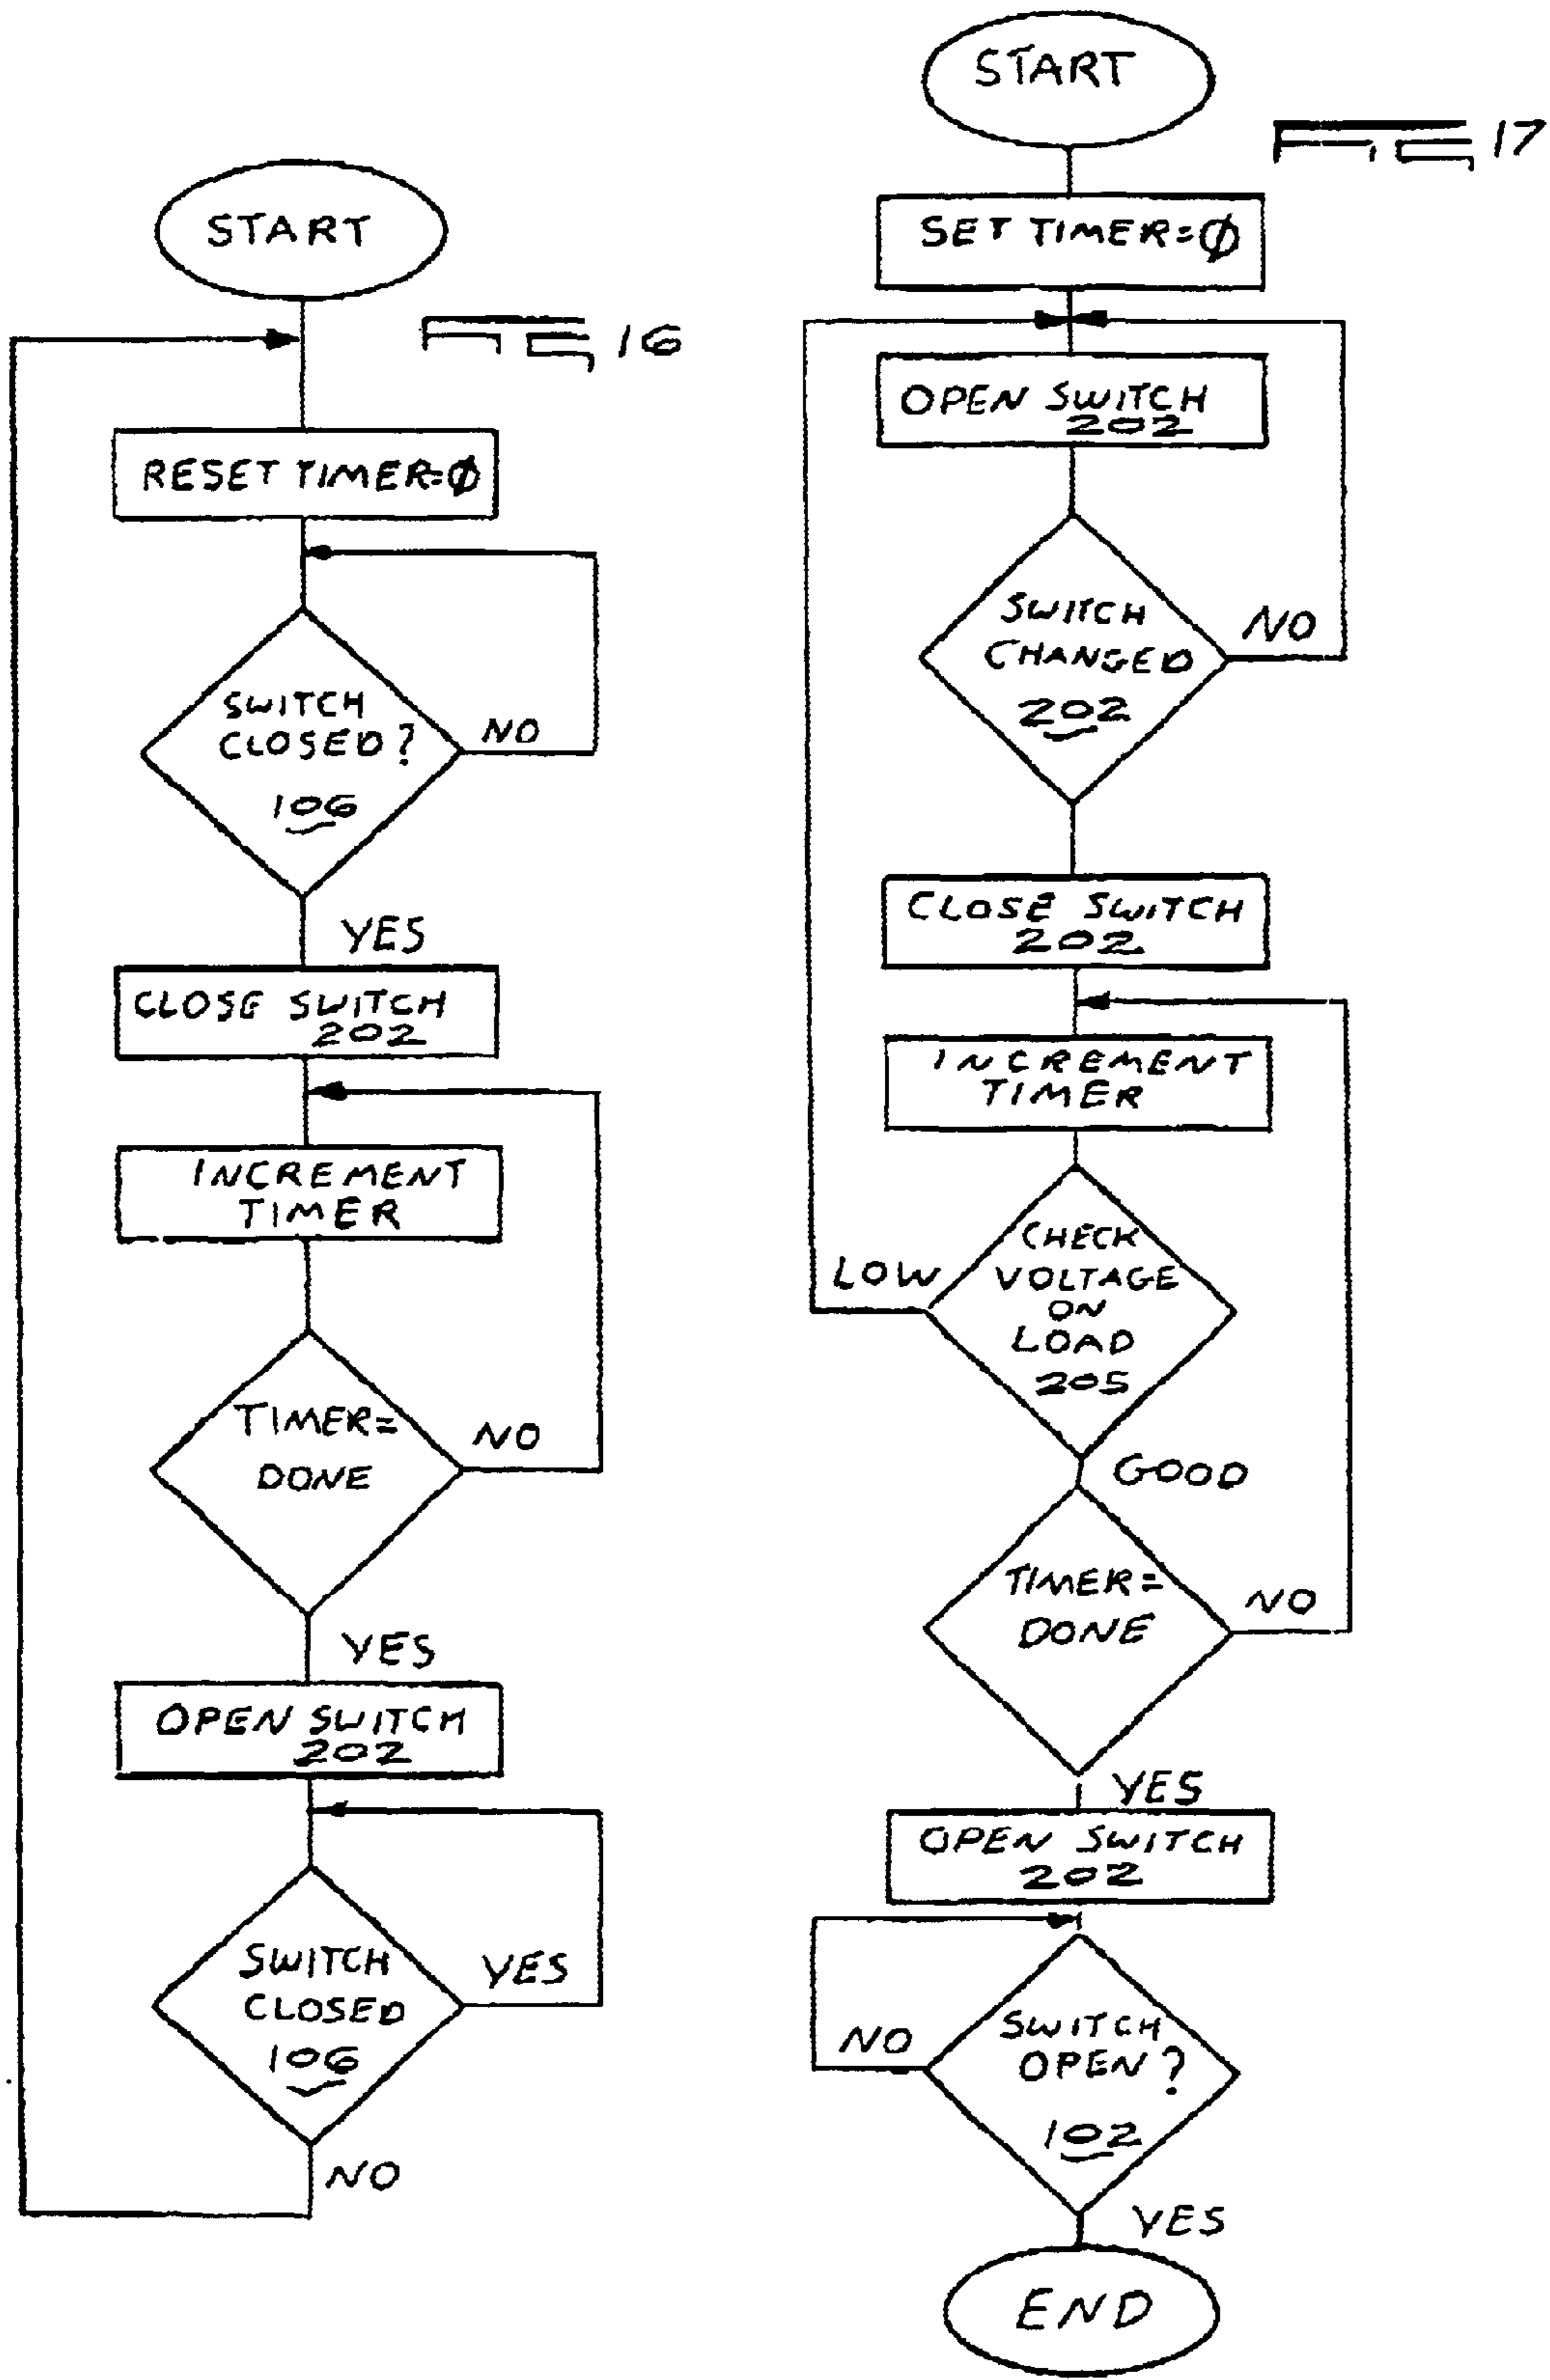 START
FIG 16
RESET TIMER=Ø
SWITCH
CLOSED?
106
NO
YES
CLOSE SWITCH
202
INCREMENT
TIMER
TIMER=
DONE
NO
YES
OPEN SWITCH
202
SWITCH
CLOSED
106
YES
NO
START
FIG 17
SET TIMER=Ø
OPEN SWITCH
202
SWITCH
CHANGED
202
NO
CLOSE SWITCH
202
INCREMENT
TIMER
CHECK
VOLTAGE
ON
LOAD
205
LOW
GOOD
TIMER=
DONE
NO
YES
OPEN SWITCH
202
SWITCH
OPEN?
102
NO
YES
END